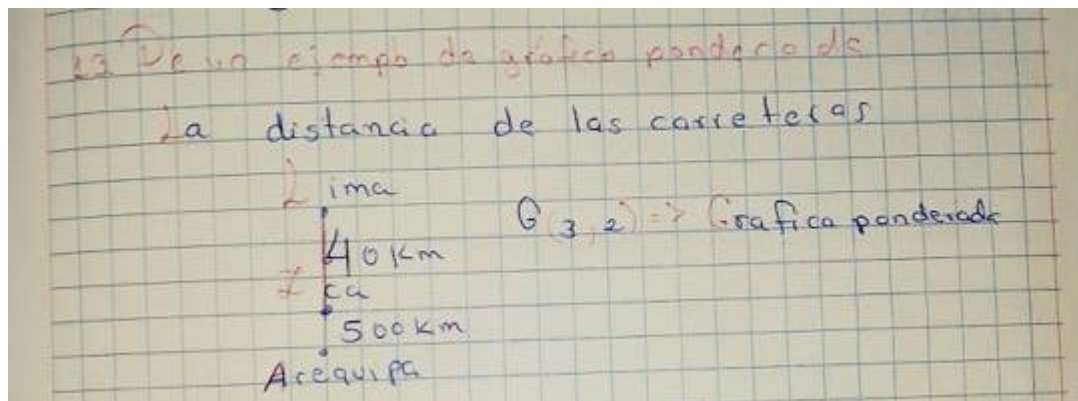 23 De un ejempo de grafica ponderada
La distancia de las carreteras
Lima
G(3,2) => Grafica ponderada
40 Km
Ica
500 Km
Arequipa